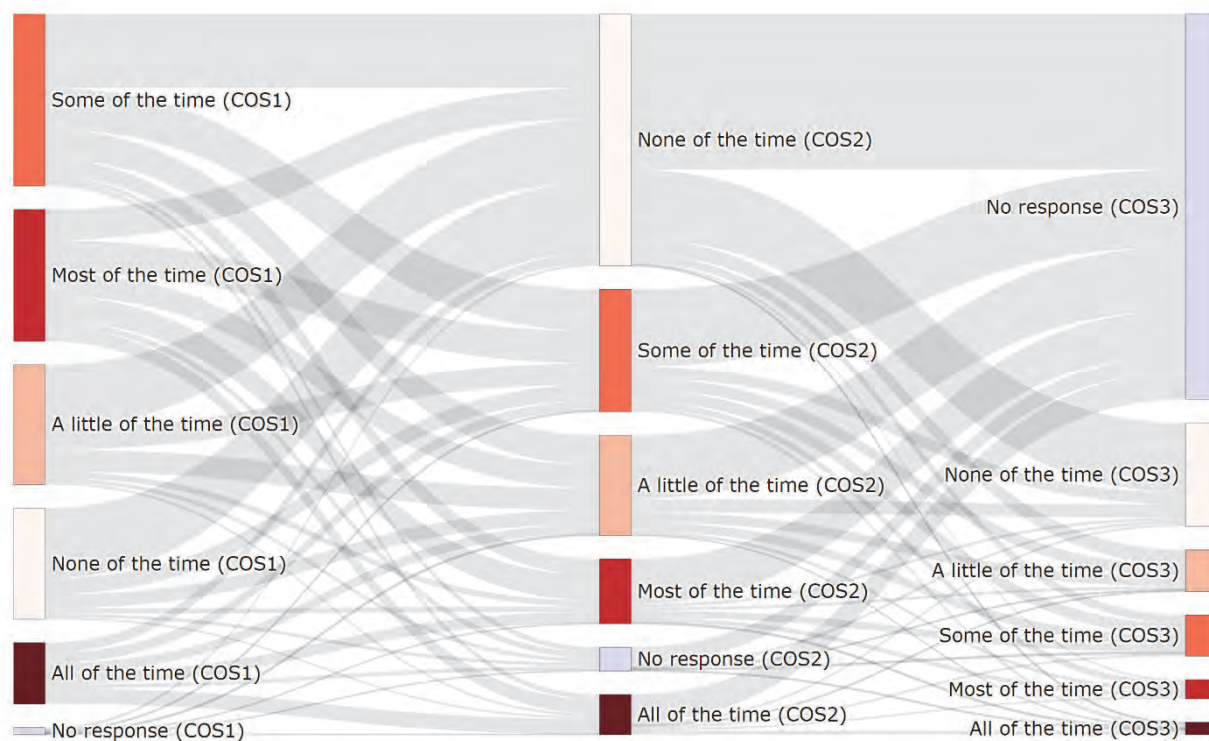 Some of the time (COS1)
Most of the time (COS1)
A little of the time (COS1)
None of the time (COS1)
All of the time (COS1)
No response (COS1)
None of the time (COS2)
Some of the time (COS2)
A little of the time (COS2)
Most of the time (COS2)
No response (COS2)
All of the time (COS2)
No response (COS3)
None of the time (COS3)
A little of the time (COS3)
Some of the time (COS3)
Most of the time (COS3)
All of the time (COS3)